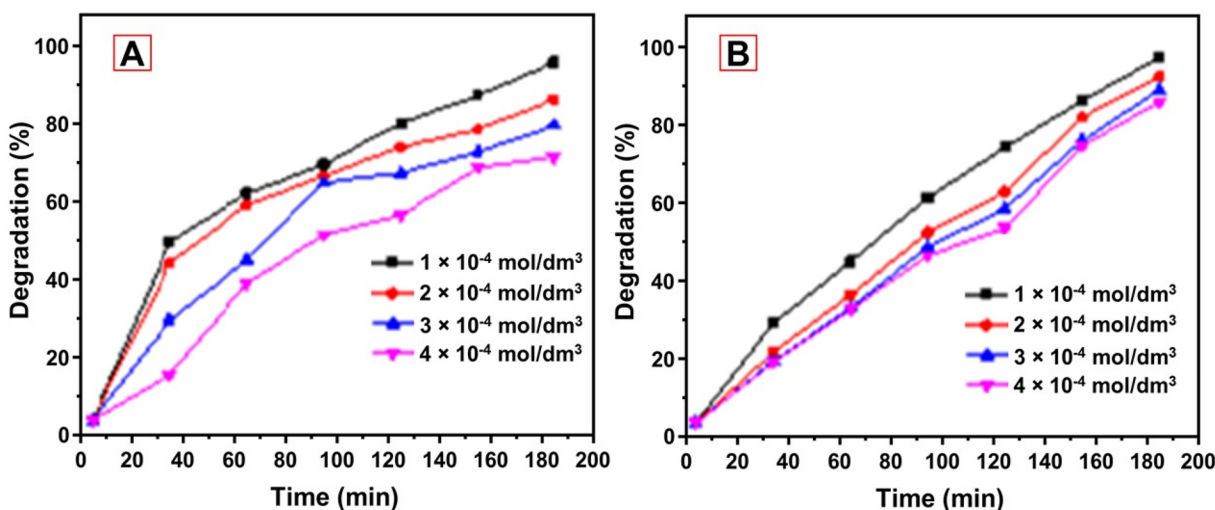 A
Degradation (%)
100
80
60
40
20
0
1 × 10⁻⁴ mol/dm³
2 × 10⁻⁴ mol/dm³
3 × 10⁻⁴ mol/dm³
4 × 10⁻⁴ mol/dm³
0 20 40 60 80 100 120 140 160 180 200
Time (min)
B
Degradation (%)
100
80
60
40
20
0
1 × 10⁻⁴ mol/dm³
2 × 10⁻⁴ mol/dm³
3 × 10⁻⁴ mol/dm³
4 × 10⁻⁴ mol/dm³
0 20 40 60 80 100 120 140 160 180 200
Time (min)